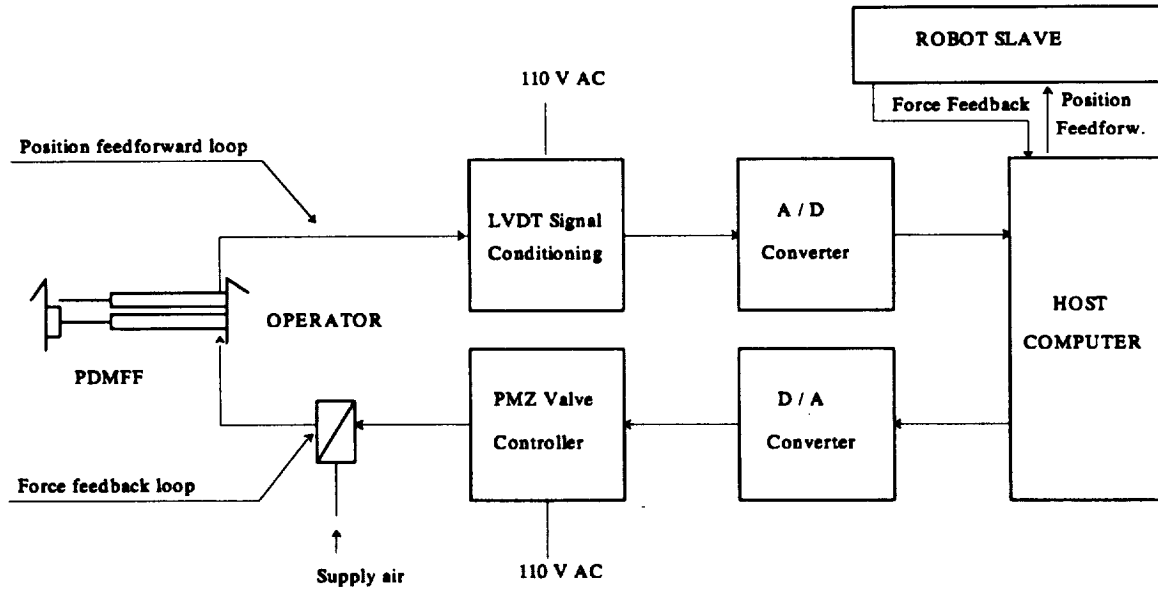 ROBOT SLAVE
110 V AC
Force Feedback
Position
Feedforw.
Position feedforward loop
LVDT Signal
Conditioning
A / D
Converter
OPERATOR
HOST
COMPUTER
PDMFF
PMZ Valve
Controller
D / A
Converter
Force feedback loop
Supply air
110 V AC